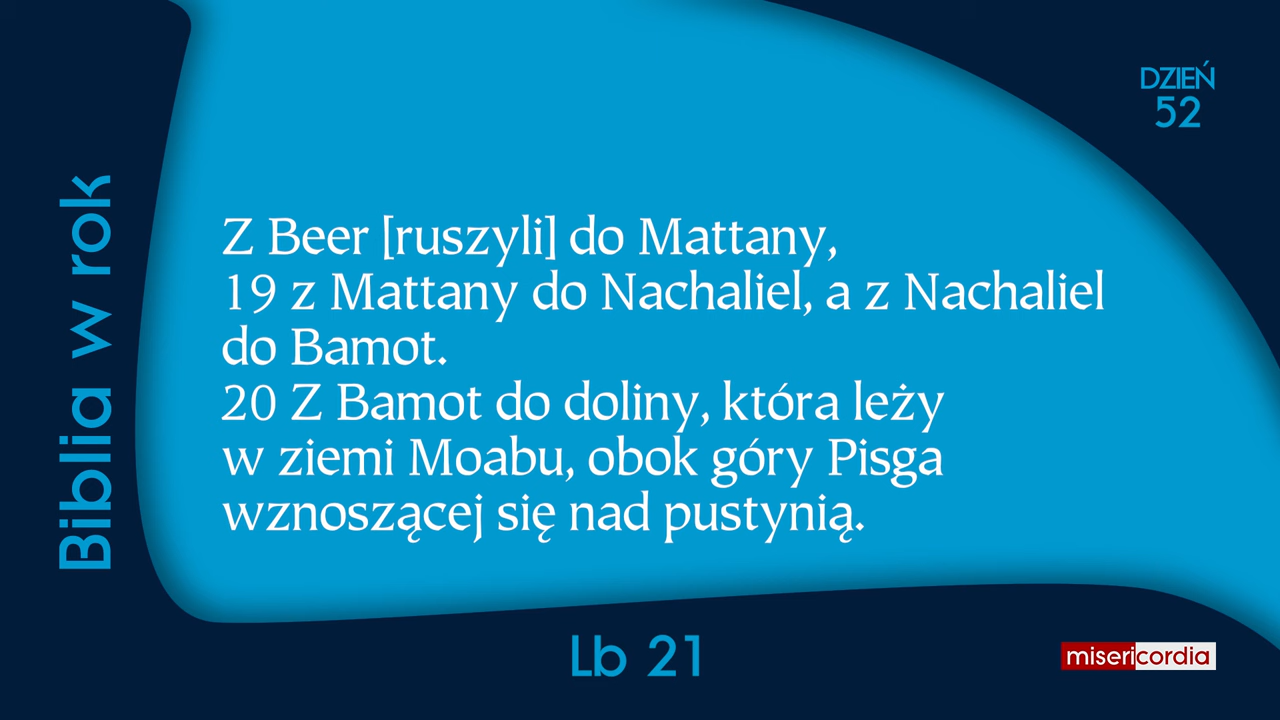 DZIEŃ
52
Biblia w rok
Z Beer [ruszyli] do Mattany,
19 z Mattany do Nachaliel, a z Nachaliel
do Bamot.
20 Z Bamot do doliny, która leży
w ziemi Moabu, obok góry Pisga
wznoszącej się nad pustynią.
Lb 21
misericordia